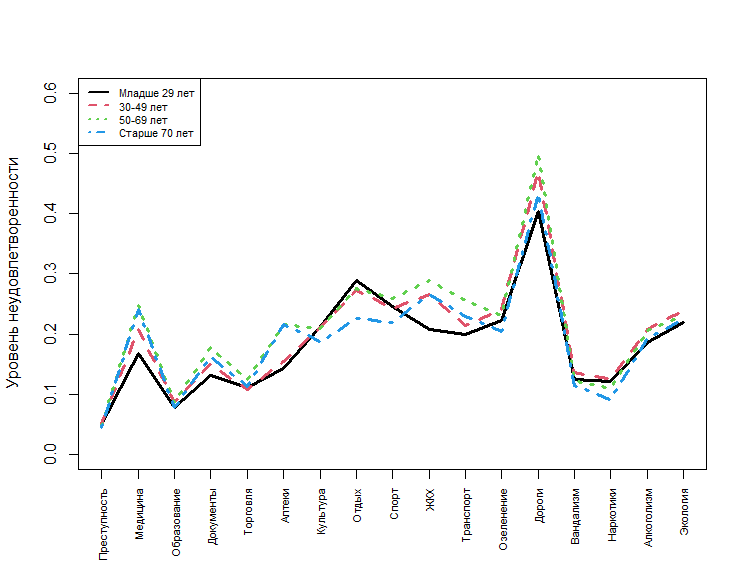 Младше 29 лет
30-49 лет
50-69 лет
Старше 70 лет
Уровень неудовлетворенности
0.6
0.5
0.4
0.3
0.2
0.1
0.0
Преступность
Медицина
Образование
Документы
Торговля
Аптеки
Культура
Отдых
Спорт
ЖКХ
Транспорт
Озеленение
Дороги
Вандализм
Наркотики
Алкоголизм
Экология